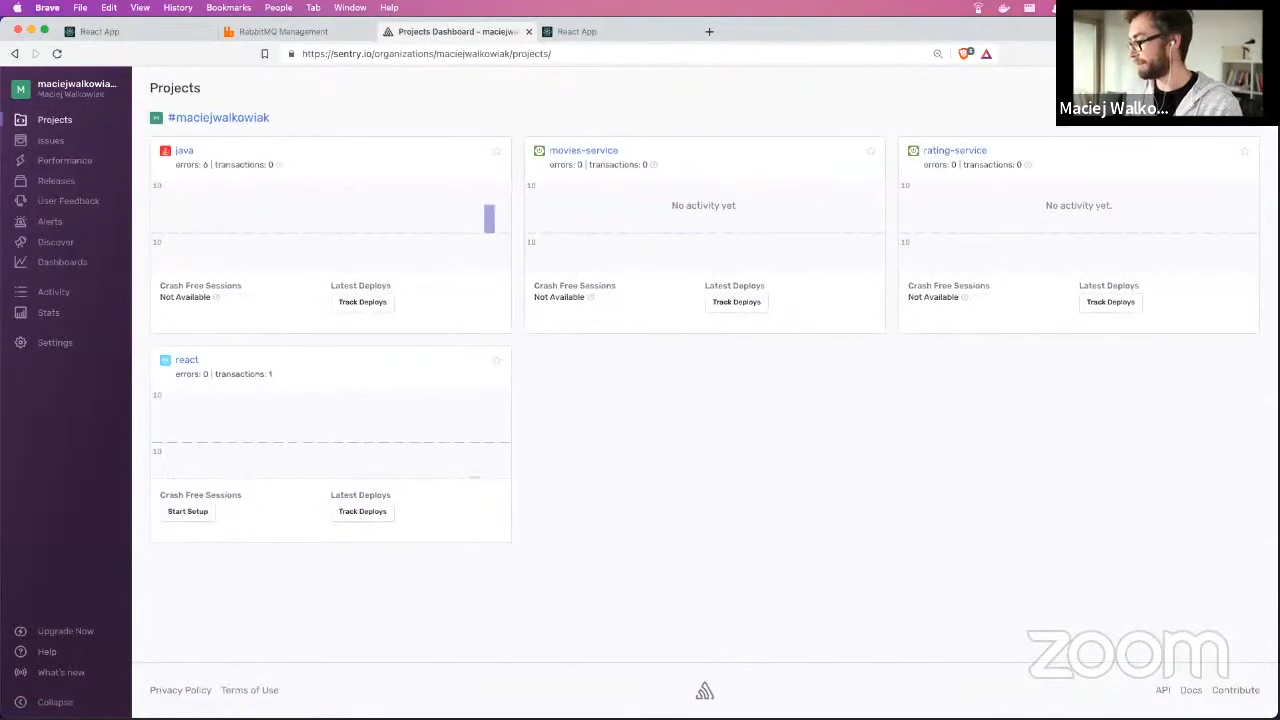 Brave File Edit View History Bookmarks People Tab Window Help
React App
RabbitMQ Management
Projects Dashboard - maciejw
React App
https://sentry.io/organizations/maciejwalkowiak/projects/
Maciej Walko...
M
maciejwalkowia...
Maciej Walkowiak
Projects
Issues
Performance
Releases
User Feedback
Alerts
Discover
Dashboards
Activity
Stats
Settings
Upgrade Now
Help
What's new
Collapse
Projects
M #maciejwalkowiak
java
errors: 6 | transactions: 0
10
10
Crash Free Sessions
Not Available
Latest Deploys
Track Deploys
movies-service
errors: 0 | transactions: 0
10
No activity yet
10
Crash Free Sessions
Not Available
Latest Deploys
Track Deploys
rating-service
errors: 0 | transactions: 0
10
No activity yet.
10
Crash Free Sessions
Not Available
Latest Deploys
Track Deploys
react
errors: 0 | transactions: 1
10
10
Crash Free Sessions
Start Setup
Latest Deploys
Track Deploys
zoom
Privacy Policy Terms of Use
API Docs Contribute